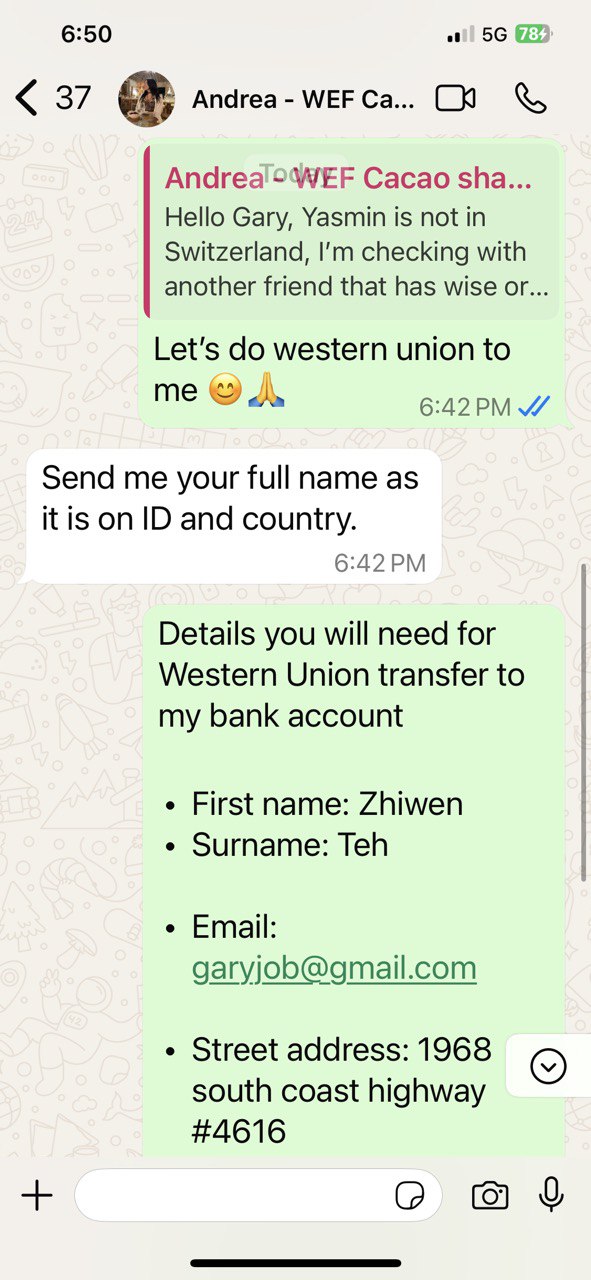 6:50
5G
78
37
Andrea - WEF Ca...
Today
Andrea - WEF Cacao sha...
Hello Gary, Yasmin is not in
Switzerland, I’m checking with
another friend that has wise or...
Let’s do western union to
me 😊🙏
6:42 PM
Send me your full name as
it is on ID and country.
6:42 PM
Details you will need for
Western Union transfer to
my bank account
• First name: Zhiwen
• Surname: Teh
• Email:
garyjob@gmail.com
• Street address: 1968
south coast highway
#4616